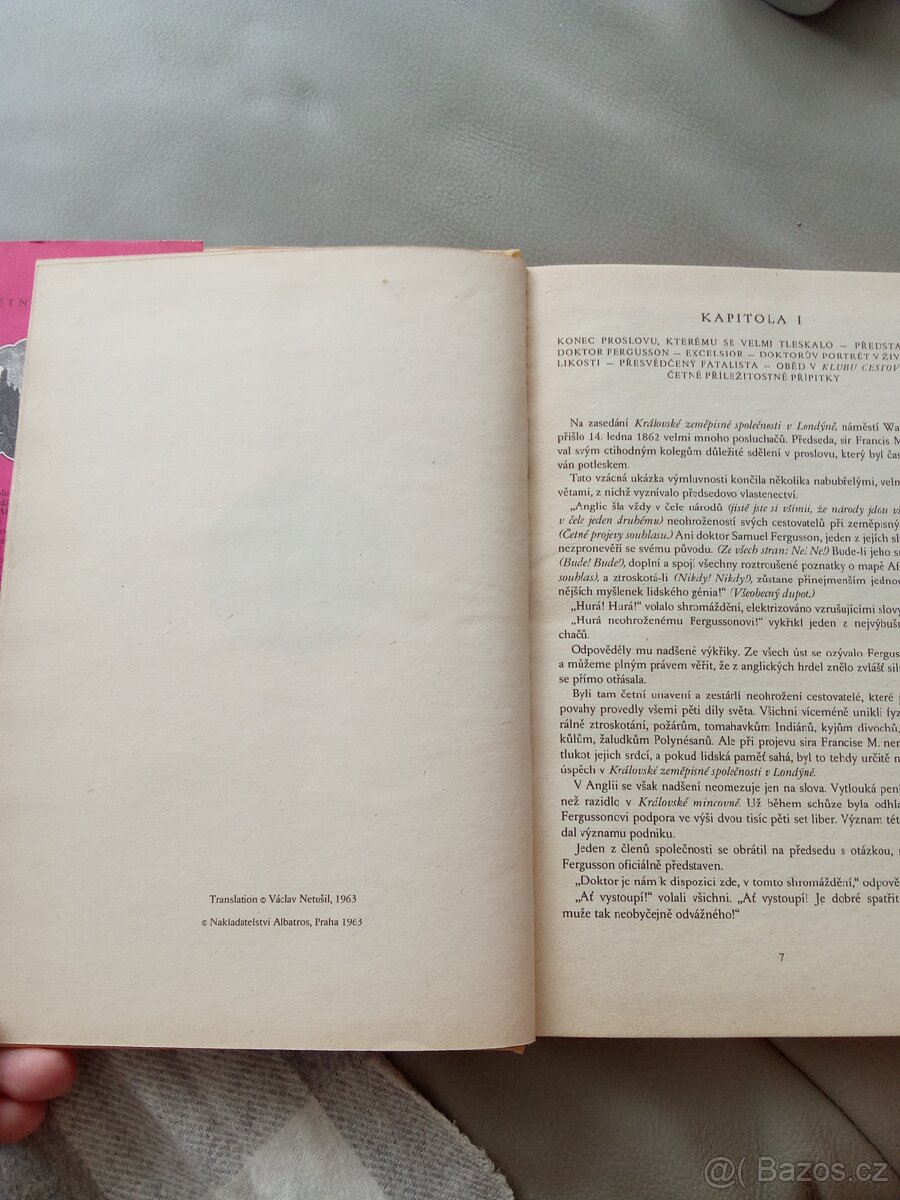 ĚTN
Translation © Václav Netušil, 1963
© Nakladatelství Albatros, Praha 1963
KAPITOLA I
KONEC PROSLOVU, KTERÉMU SE VELMI TLESKALO – PŘEDSTA
DOKTOR FERGUSSON – EXCELSIOR – DOKTORŮV PORTRÉT V ŽIV
LIKOSTI – PŘESVĚDČENÝ FATALISTA – OBĚD V KLUBU CESTOV
ČETNÉ PŘÍLEŽITOSTNÉ PŘÍPITKY
Na zasedání Královské zeměpisné společnosti v Londýně, náměstí Wa
přišlo 14. ledna 1862 velmi mnoho posluchačů. Předseda, sir Francis M
val svým ctihodným kolegům důležité sdělení v proslovu, který byl čas
ván potleskem.
Tato vzácná ukázka výmluvnosti končila několika nabubřelými, veln
větami, z nichž vyznívalo předsedovo vlastenectví.
„Anglie šla vždy v čele národů (jistě jste si všimli, že národy jdou vž
v čele jeden druhému) neohrožeností svých cestovatelů při zeměpisný
(Četné projevy souhlasu.) Ani doktor Samuel Fergusson, jeden z jejích sl
nezpronevěří se svému původu. (Ze všech stran: Ne! Ne!) Bude-li jeho s
(Bude! Bude!), doplní a spojí všechny roztroušené poznatky o mapě Af
souhlas), a ztroskotá-li (Nikdy! Nikdy!), zůstane přinejmenším jedno
nějších myšlenek lidského génia!“ (Všeobecný dupot.)
„Hurá! Hurá!“ volalo shromáždění, elektrizováno vzrušujícími slovy
„Hurá neohroženému Fergussonovi!“ vykřikl jeden z nejvýbuš
chačů.
Odpověděly mu nadšené výkřiky. Ze všech úst se ozývalo Fergus
a můžeme plným právem věřit, že z anglických hrdel znělo zvlášť sil
se přímo otřásala.
Byli tam četní unavení a zestárlí neohrožení cestovatelé, které j
povahy provedly všemi pěti díly světa. Všichni víceméně unikli fyz
rálně ztroskotání, požárům, tomahavkům Indiánů, kyjům divochů,
kůlům, žaludkům Polynésanů. Ale při projevu sira Francise M. nem
tlukot jejich srdcí, a pokud lidská paměť sahá, byl to tehdy určitě n
úspěch v Královské zeměpisné společnosti v Londýně.
V Anglii se však nadšení neomezuje jen na slova. Vytlouká peni
než razidlo v Královské mincovně. Už během schůze byla odhla
Fergussonovi podpora ve výši dvou tisíc pěti set liber. Význam tét
dal významu podniku.
Jeden z členů společnosti se obrátil na předsedu s otázkou,
Fergusson oficiálně představen.
„Doktor je nám k dispozici zde, v tomto shromáždění,“ odpově
„Ať vystoupí!“ volali všichni. „Ať vystoupí! Je dobré spatřit
muže tak neobyčejně odvážného!“
7
@( Bazos.cz